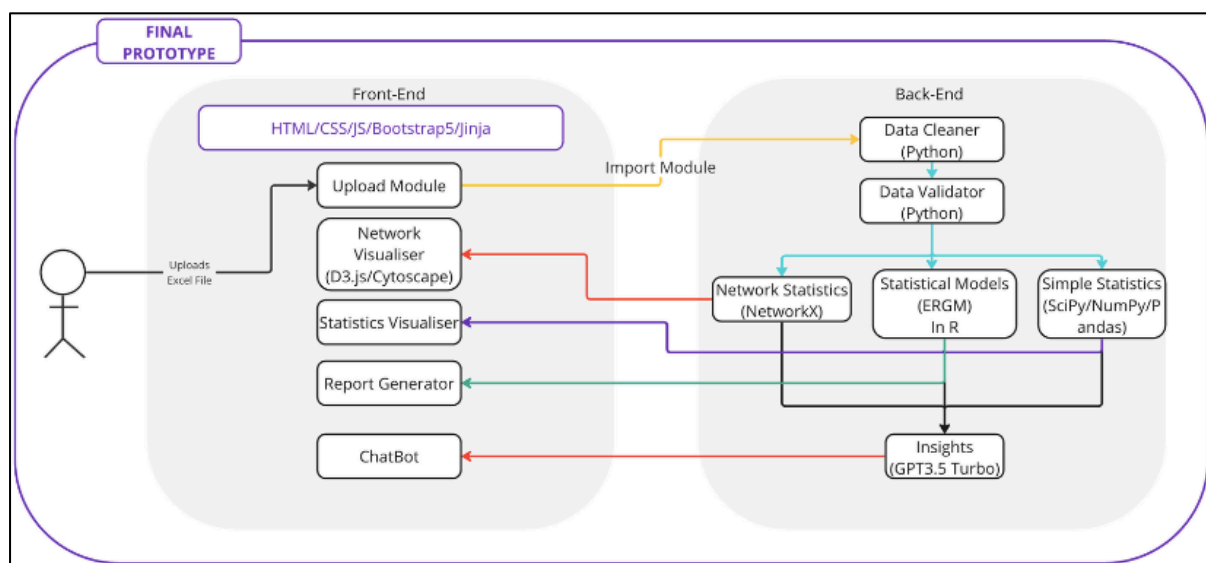 FINAL
PROTOTYPE
Front-End
HTML/CSS/JS/Bootstrap5/Jinja
Upload Module
Network
Visualiser
(D3.js/Cytoscape)
Statistics Visualiser
Report Generator
ChatBot
Uploads
Excel File
Import Module
Back-End
Data Cleaner
(Python)
Data Validator
(Python)
Network Statistics
(NetworkX)
Statistical Models
(ERGM)
In R
Simple Statistics
(SciPy/NumPy/P
andas)
Insights
(GPT3.5 Turbo)